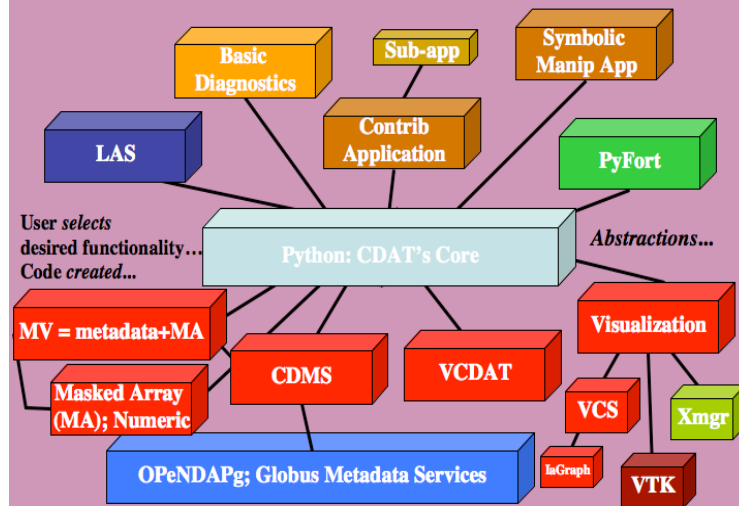 Basic
Diagnostics
Sub-app
Symbolic
Manip App
LAS
Contrib
Application
PyFort
User selects
desired functionality…
Code created...
Python: CDAT's Core
Abstractions...
MV = metadata+MA
Visualization
Masked Array
(MA); Numeric
CDMS
VCDAT
VCS
Xmgr
OPeNDAPg; Globus Metadata Services
IaGraph
VTK